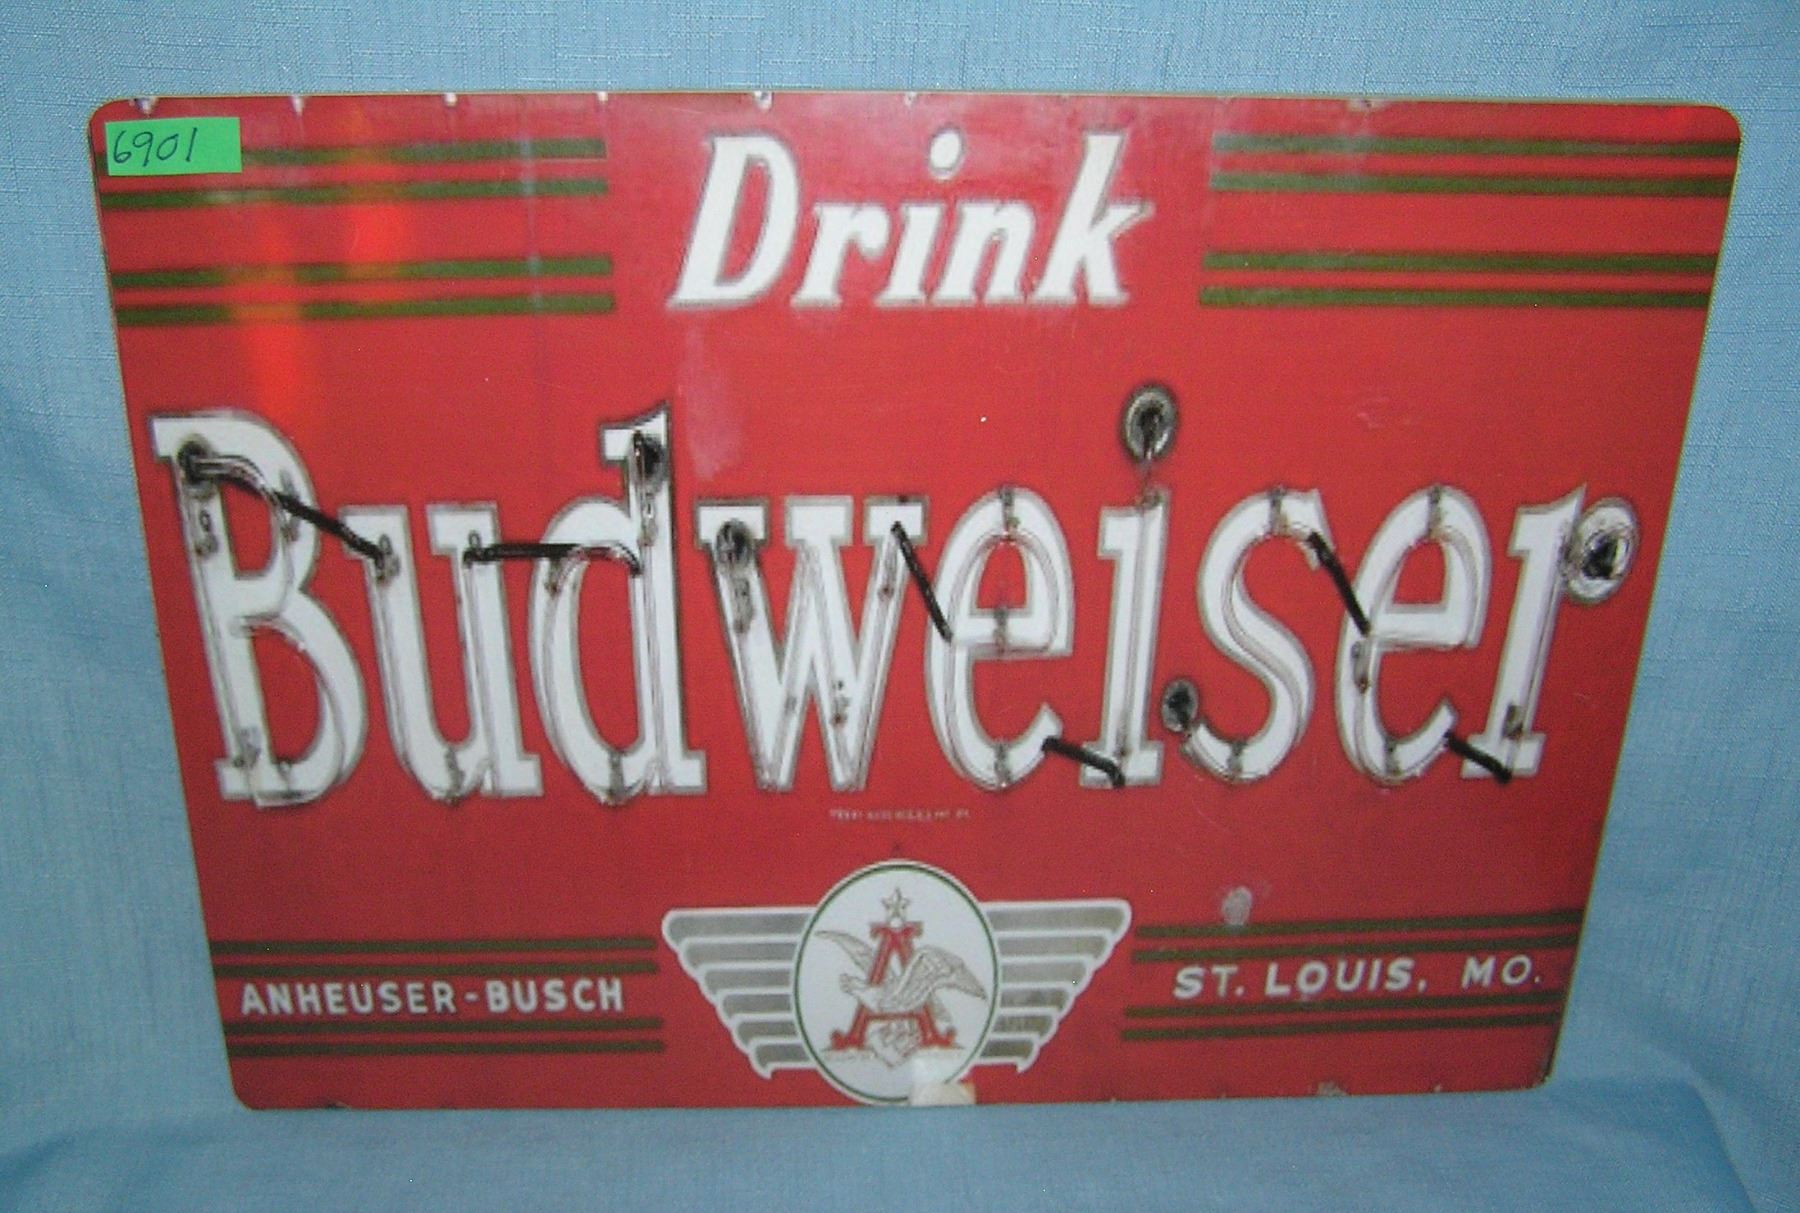 6901
Drink
Budweiser
A
ANHEUSER-BUSCH
ST. LOUIS, MO.